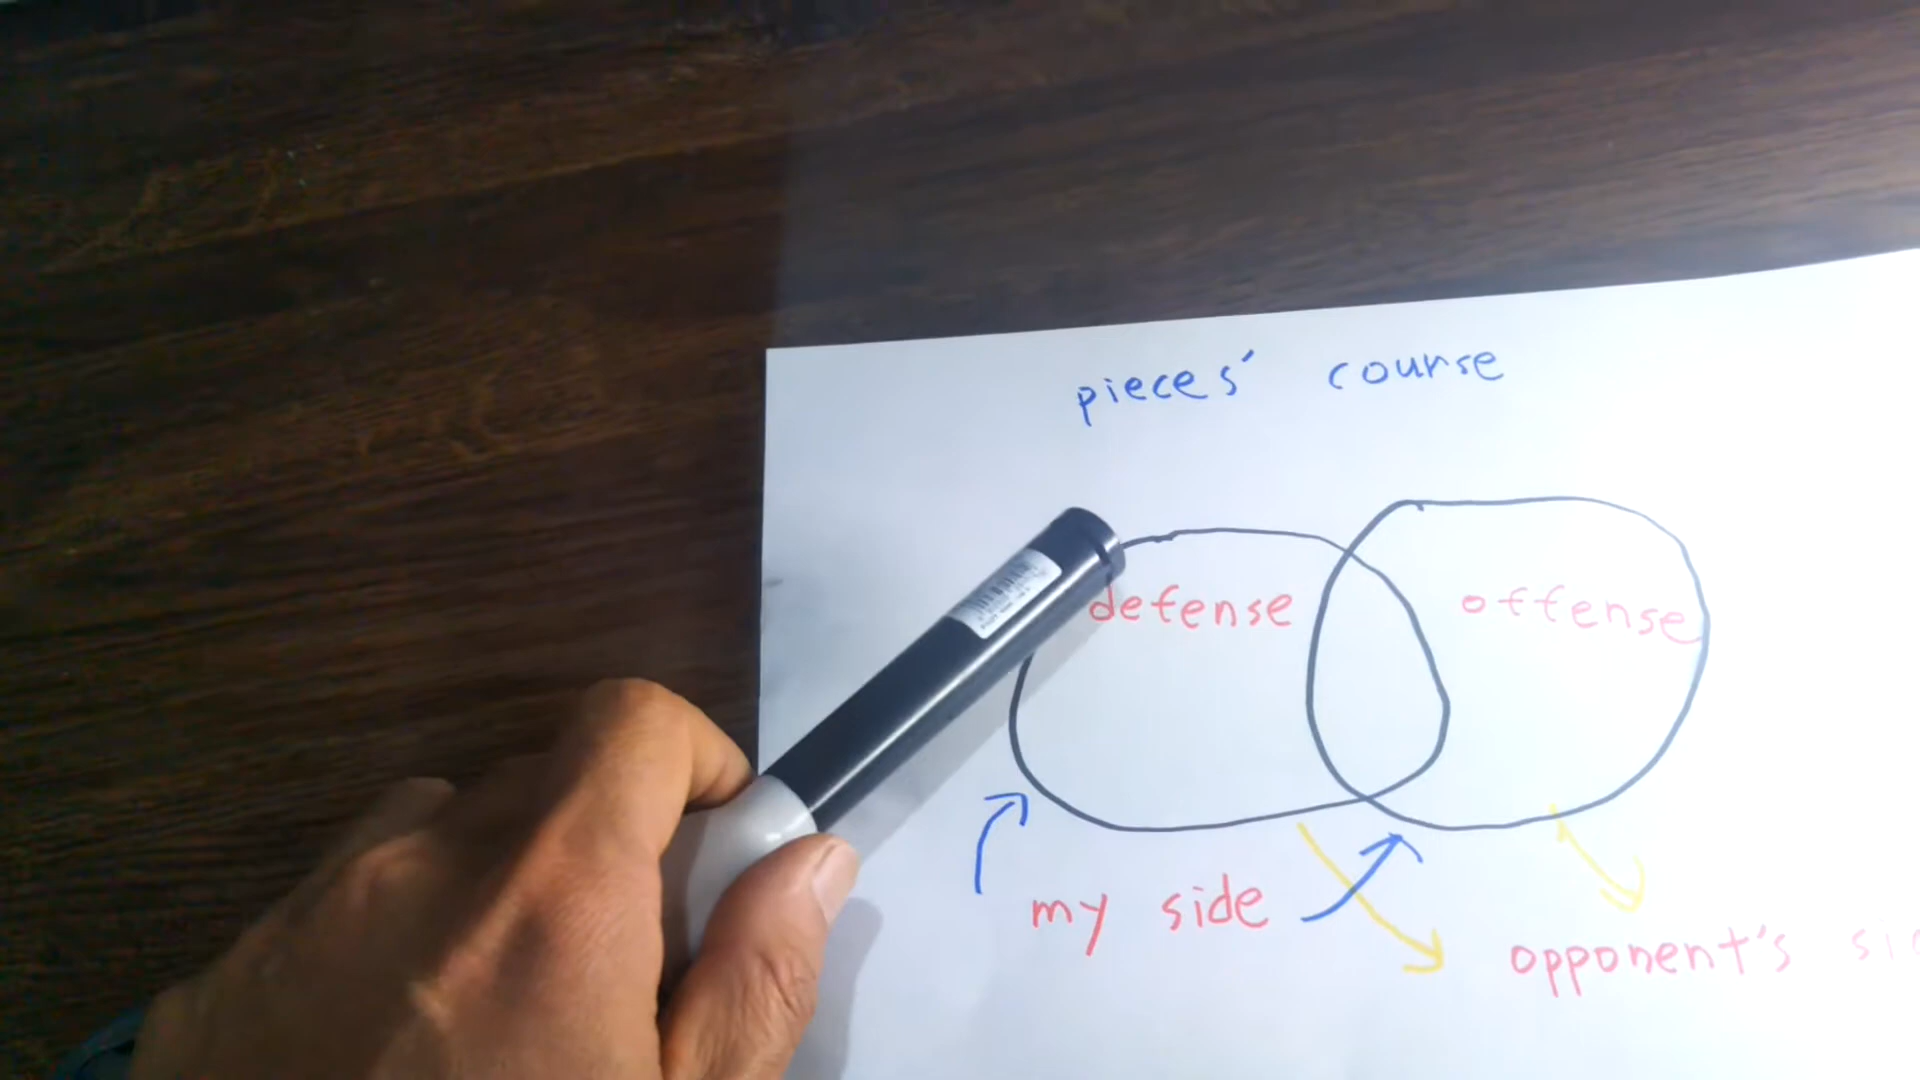 pieces' course
defense offense
my side
opponent's